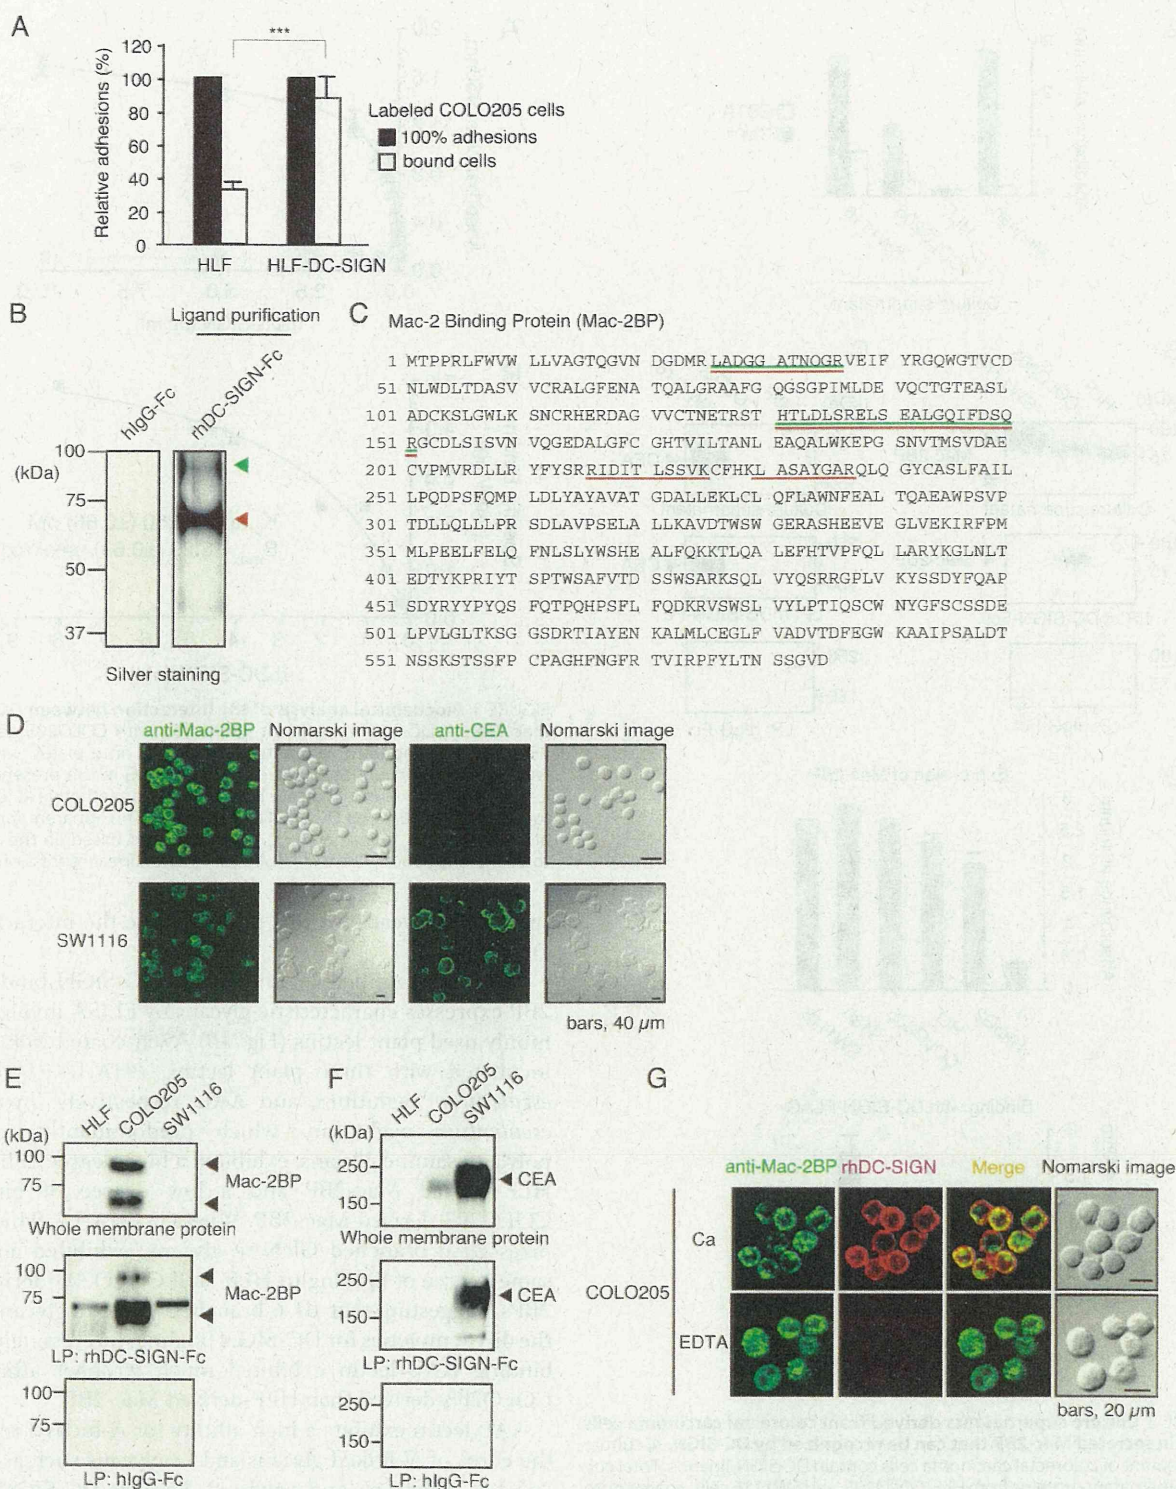 A
***
120
100
80
60
40
20
0
Relative adhesions (%)
HLF
HLF-DC-SIGN
Labeled COLO205 cells
100% adhesions
bound cells
B
Ligand purification
hIgG-Fc
rhDC-SIGN-Fc
100
(kDa)
75
50
37
Silver staining
C
Mac-2 Binding Protein (Mac-2BP)
1 MTPPRLFWVW LLVAGTQGVN DGDMRLADGG ATNQGRVEIF YRGQWGTVCD
51 NLWDLTDASV VCRALGFENA TQALGRAAFG QGSGPIMLDE VQCTGTEASL
101 ADCKSLGWLK SNCRHERDAG VVCTNETRST HTLDLSRELS EALGQIFDSQ
151 RGCDLSISVN VQGEDALGFC GHTVILTANL EAQALWKEPG SNVTMSVDAE
201 CVPMVRDLLR YFYSRRIDIT LSSVKCFHKL ASAYGARQLQ GYCASLFAIL
251 LPQDPSFQMP LDLYAYAVAT GDALLEKLCL QFLAWNFEAL TQAEAWPSVP
301 TDLLQLLLPR SDLAVPSELA LLKAVDTWSW GERASHEEVE GLVEKIRFPM
351 MLPEELFELQ FNLSLYWSHE ALFQKKTLQA LEFHTVPFQL LARYKGLNLT
401 EDTYKPRIYT SPTWSAFVTD SSWSARKSQL VYQSRRGPLV KYSSDYFQAP
451 SDYRYYPYQS FQTPQHPSFL FQDKRVSWSL VYLPTIQSCW NYGFSCSSDE
501 LPVLGLTKSG GSDRTIAYEN KALMLCEGLF VADVTDFEGW KAAIPSALDT
551 NSSKSTSSFP CPAGHFNGFR TVIRPFYLTN SSGVD
D
anti-Mac-2BP Nomarski image anti-CEA Nomarski image
COLO205
SW1116
bars, 40 µm
E
HLF
COLO205
SW1116
(kDa)
100
75
Mac-2BP
Whole membrane protein
100
75
Mac-2BP
LP: rhDC-SIGN-Fc
100
75
LP: hIgG-Fc
F
HLF
COLO205
SW1116
(kDa)
250
150
CEA
Whole membrane protein
250
150
CEA
LP: rhDC-SIGN-Fc
250
150
LP: hIgG-Fc
G
anti-Mac-2BP rhDC-SIGN Merge Nomarski image
Ca
COLO205
EDTA
bars, 20 µm